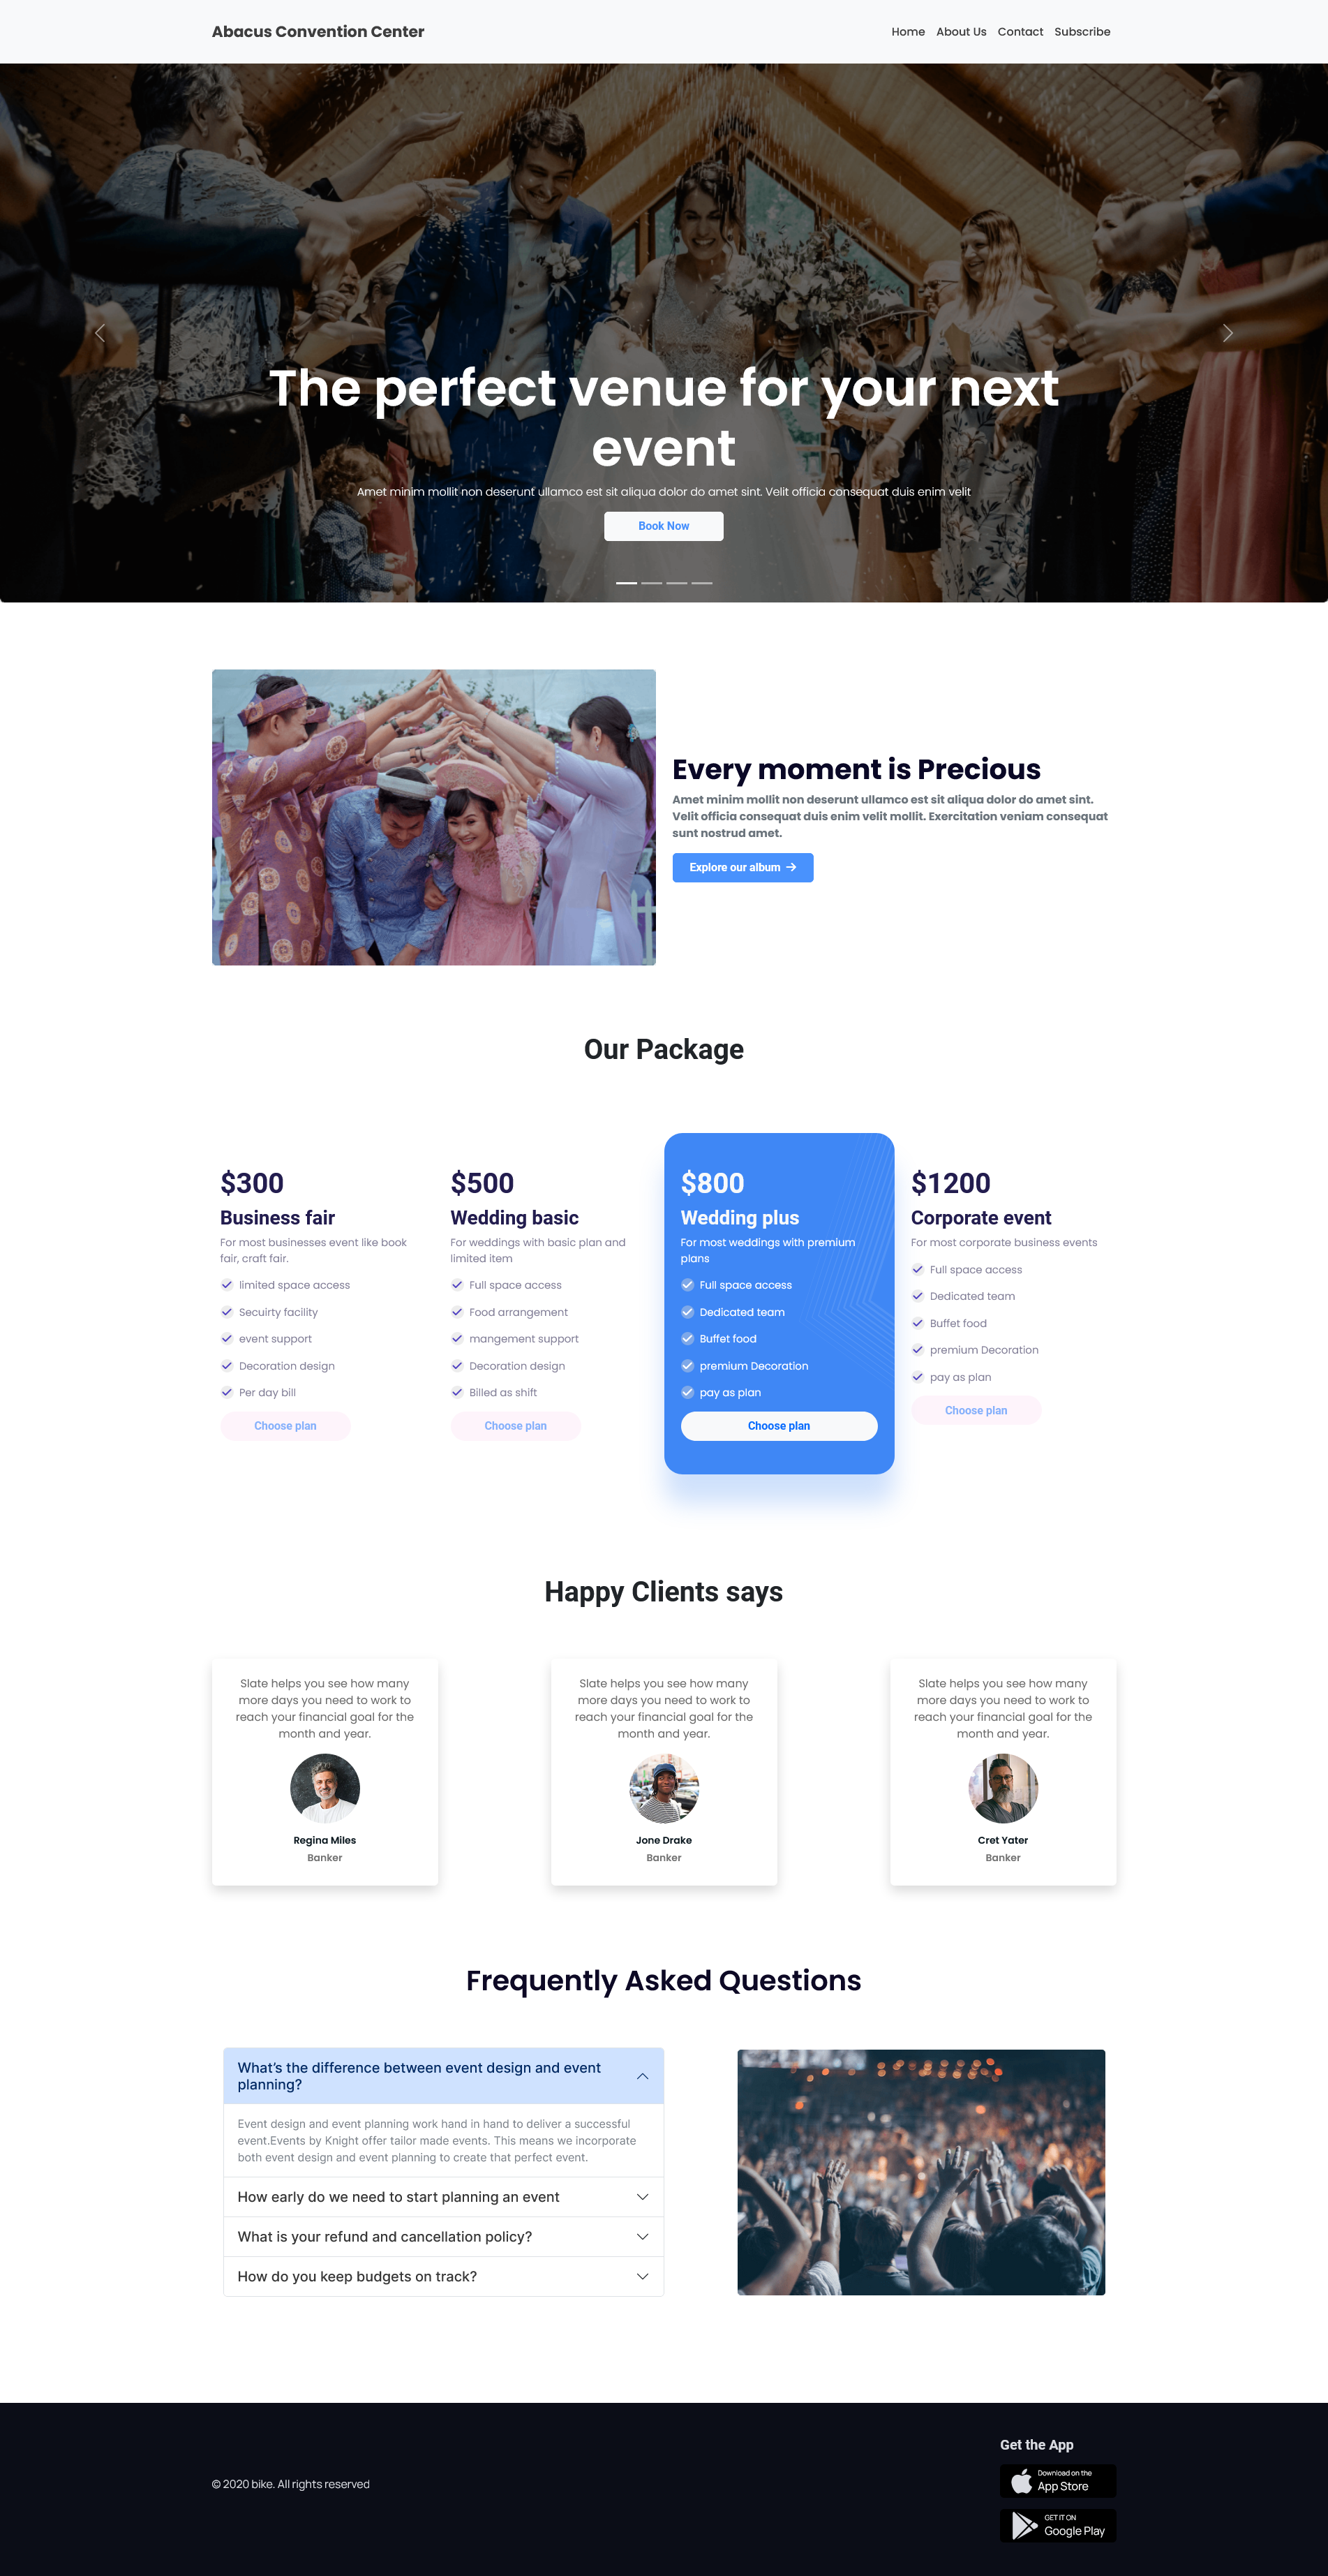 Abacus Convention Center
Home About Us Contact Subscribe
The perfect venue for your next
event
Amet minim mollit non deserunt ullamco est sit aliqua dolor do amet sint. Velit officia consequat duis enim velit
Book Now
Every moment is Precious
Amet minim mollit non deserunt ullamco est sit aliqua dolor do amet sint.
Velit officia consequat duis enim velit mollit. Exercitation veniam consequat
sunt nostrud amet.
Explore our album
Our Package
$300
Business fair
For most businesses event like book
fair, craft fair.
limited space access
Secuirty facility
event support
Decoration design
Per day bill
Choose plan
$500
Wedding basic
For weddings with basic plan and
limited item
Full space access
Food arrangement
mangement support
Decoration design
Billed as shift
Choose plan
$800
Wedding plus
For most weddings with premium
plans
Full space access
Dedicated team
Buffet food
premium Decoration
pay as plan
Choose plan
$1200
Corporate event
For most corporate business events
Full space access
Dedicated team
Buffet food
premium Decoration
pay as plan
Choose plan
Happy Clients says
Slate helps you see how many
more days you need to work to
reach your financial goal for the
month and year.
Regina Miles
Banker
Slate helps you see how many
more days you need to work to
reach your financial goal for the
month and year.
Jone Drake
Banker
Slate helps you see how many
more days you need to work to
reach your financial goal for the
month and year.
Cret Yater
Banker
Frequently Asked Questions
What's the difference between event design and event
planning?
Event design and event planning work hand in hand to deliver a successful
event.Events by Knight offer tailor made events. This means we incorporate
both event design and event planning to create that perfect event.
How early do we need to start planning an event
What is your refund and cancellation policy?
How do you keep budgets on track?
© 2020 bike. All rights reserved
Get the App
Download on the
App Store
GET IT ON
Google Play